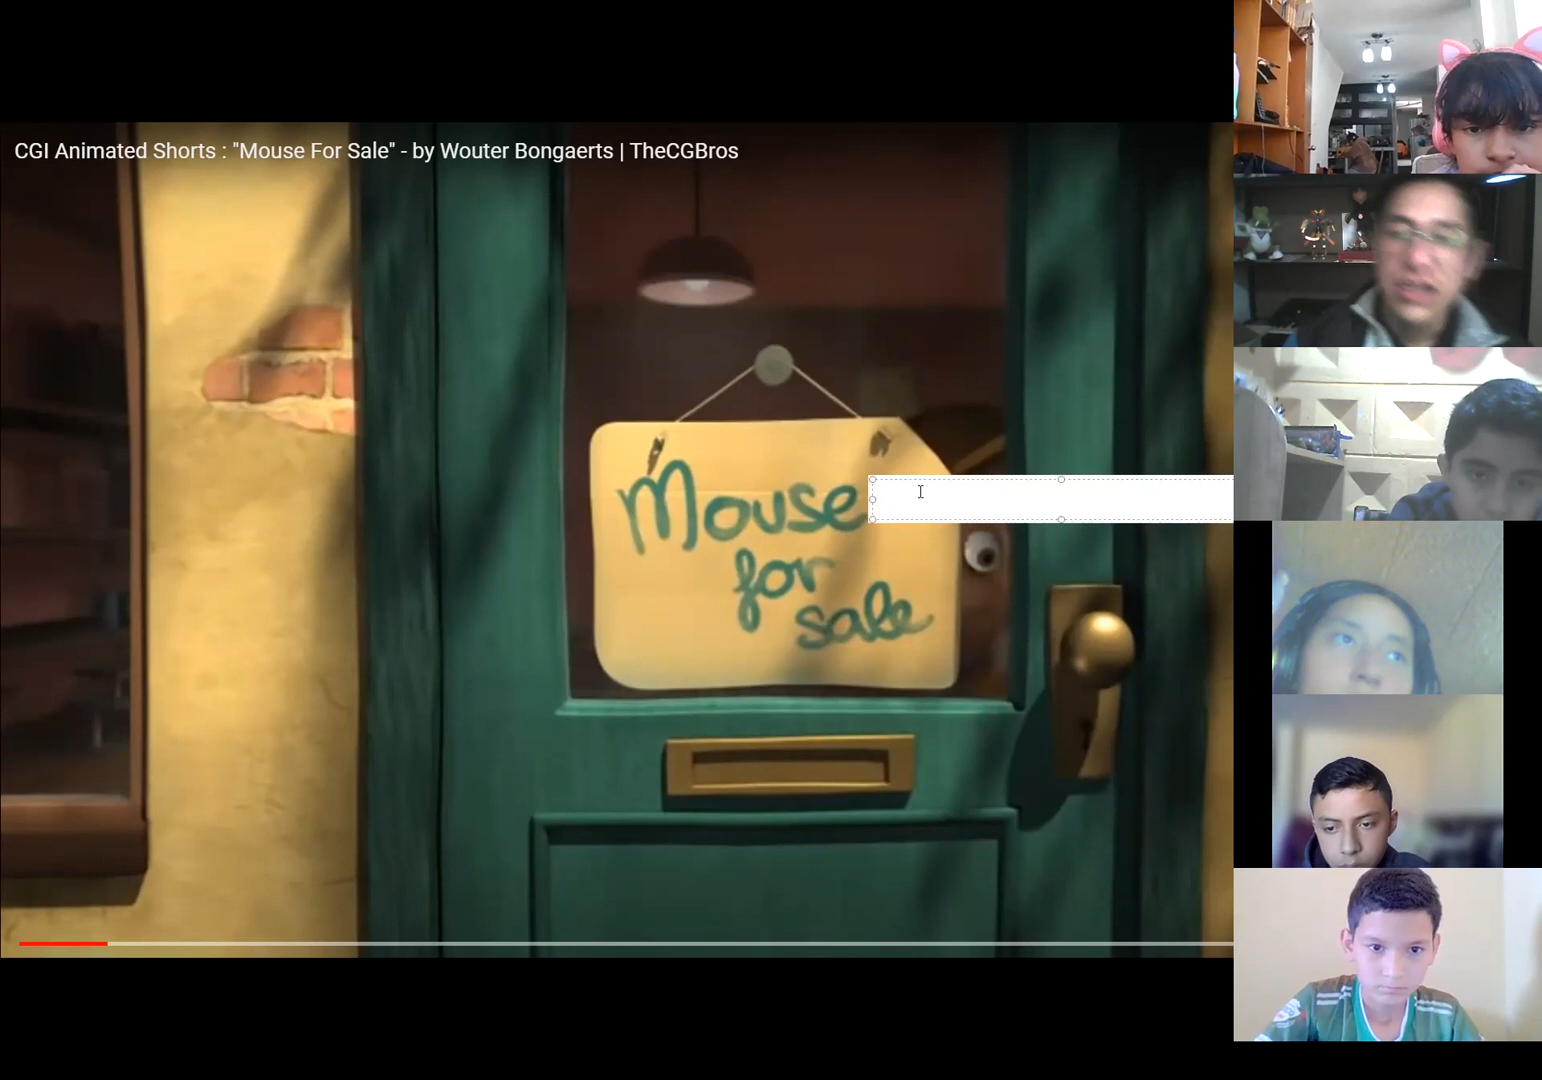 CGI Animated Shorts : "Mouse For Sale" - by Wouter Bongaerts | TheCGBros
Mouse
for
sale